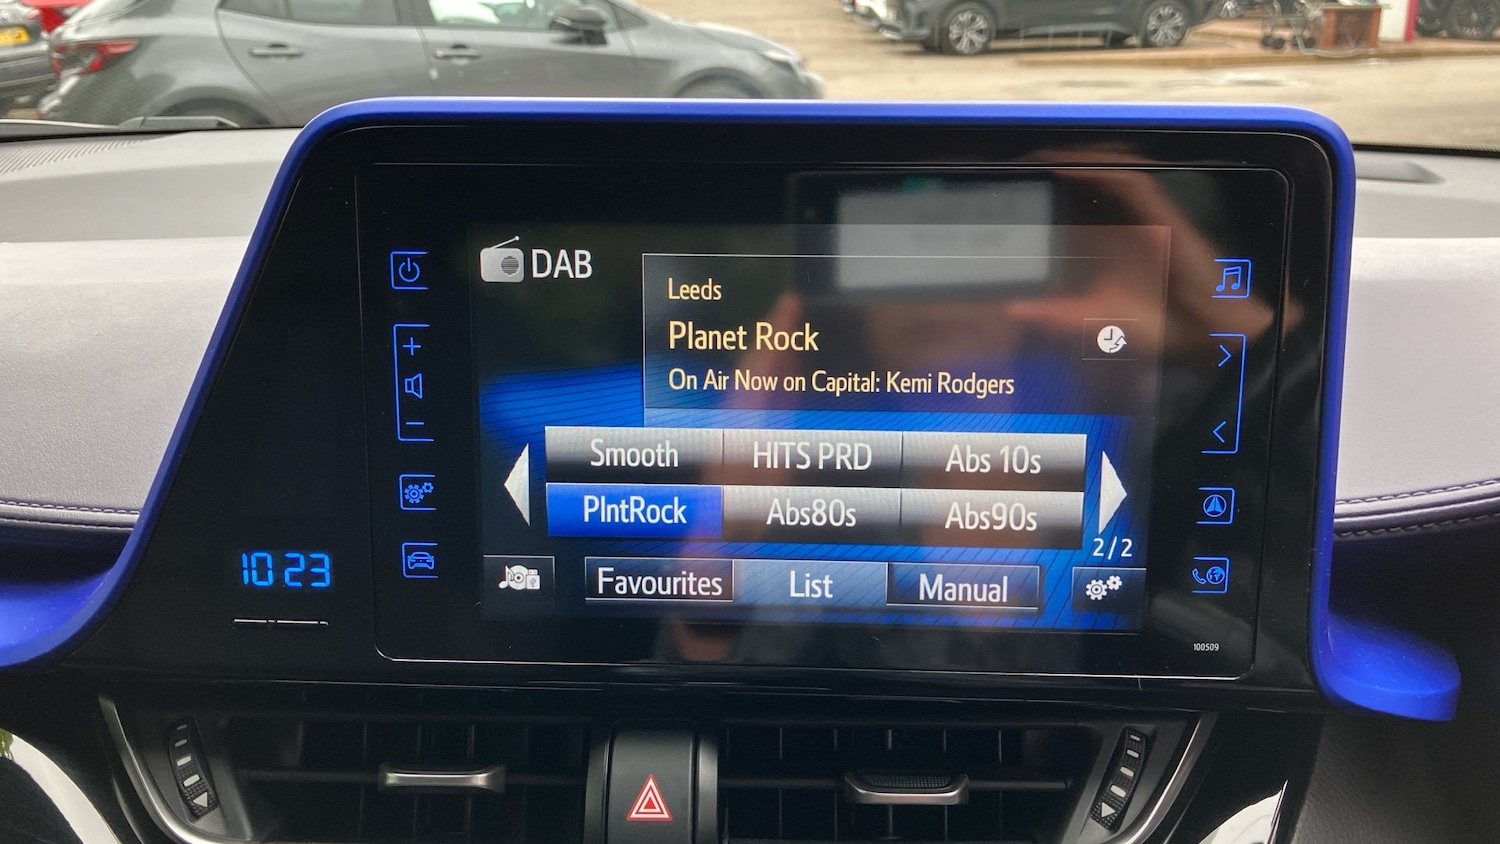 DAB
Leeds
Planet Rock
On Air Now on Capital: Kemi Rodgers
Smooth HITS PRD Abs 10s
PlntRock Abs80s Abs90s
2/2
Favourites List Manual
10:23
100509